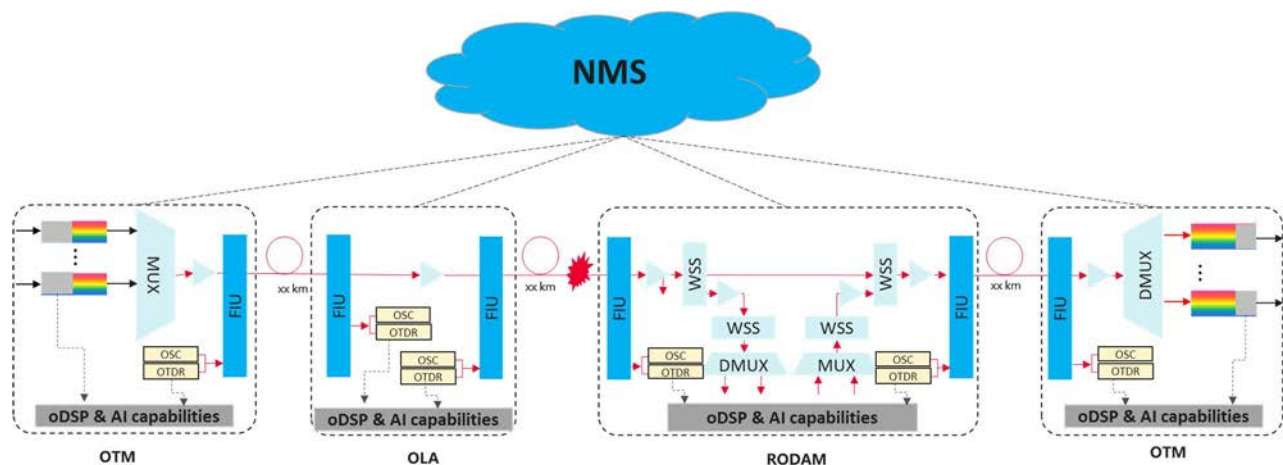 NMS
MUX
FIU
OSC
OTDR
oDSP & AI capabilities
OTM
xx km
FIU
OSC
OTDR
OSC
OTDR
FIU
oDSP & AI capabilities
OLA
xx km
FIU
WSS
WSS
DMUX
OSC
OTDR
WSS
WSS
MUX
OSC
OTDR
FIU
oDSP & AI capabilities
RODAM
xx km
FIU
DMUX
OSC
OTDR
oDSP & AI capabilities
OTM